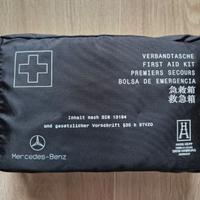 VERBANDTASCHE
FIRST AID KIT
PREMIERS SECOURS
BOLSA DE EMERGENCIA
急救箱
救急箱
Inhalt nach DIN 13164
und gesetzlicher Vorschrift §35 h StVZO
Mercedes-Benz